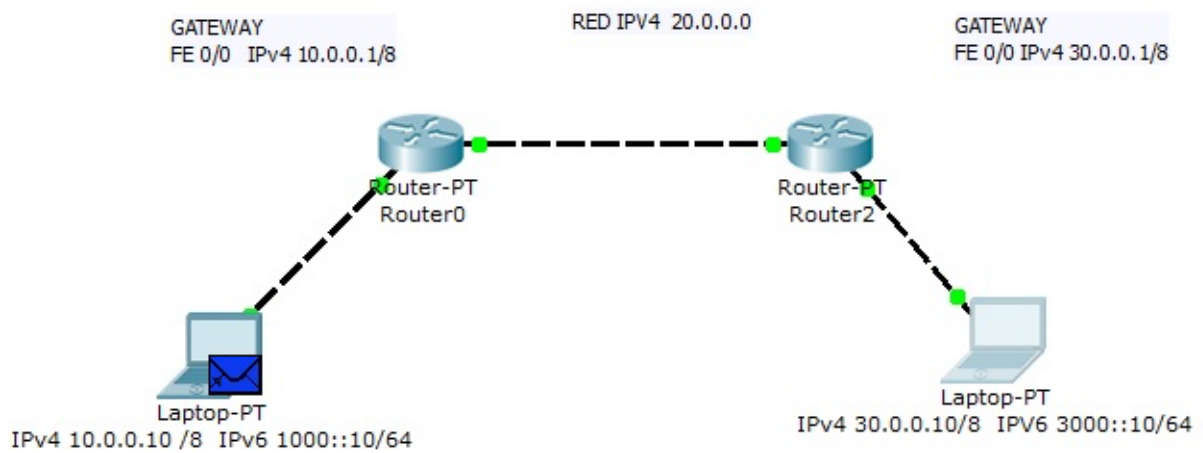 GATEWAY
FE 0/0 IPv4 10.0.0.1/8
RED IPV4 20.0.0.0
GATEWAY
FE 0/0 IPv4 30.0.0.1/8
Router-PT
Router0
Router-PT
Router2
Laptop-PT
IPv4 10.0.0.10 /8 IPV6 1000::10/64
Laptop-PT
IPv4 30.0.0.10/8 IPV6 3000::10/64